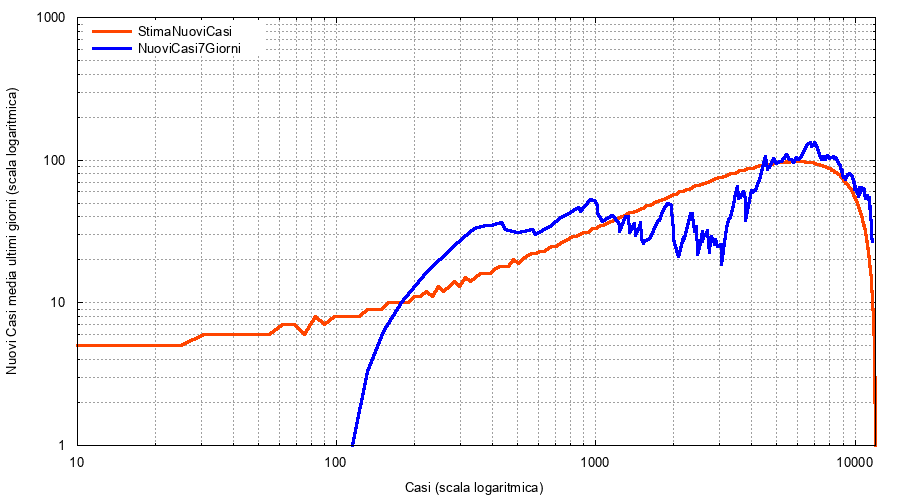 1000
StimaNuoviCasi
NuoviCasi7Giorni
100
10
1
10
100
1000
10000
Nuovi Casi media ultimi giorni (scala logaritmica)
Casi (scala logaritmica)